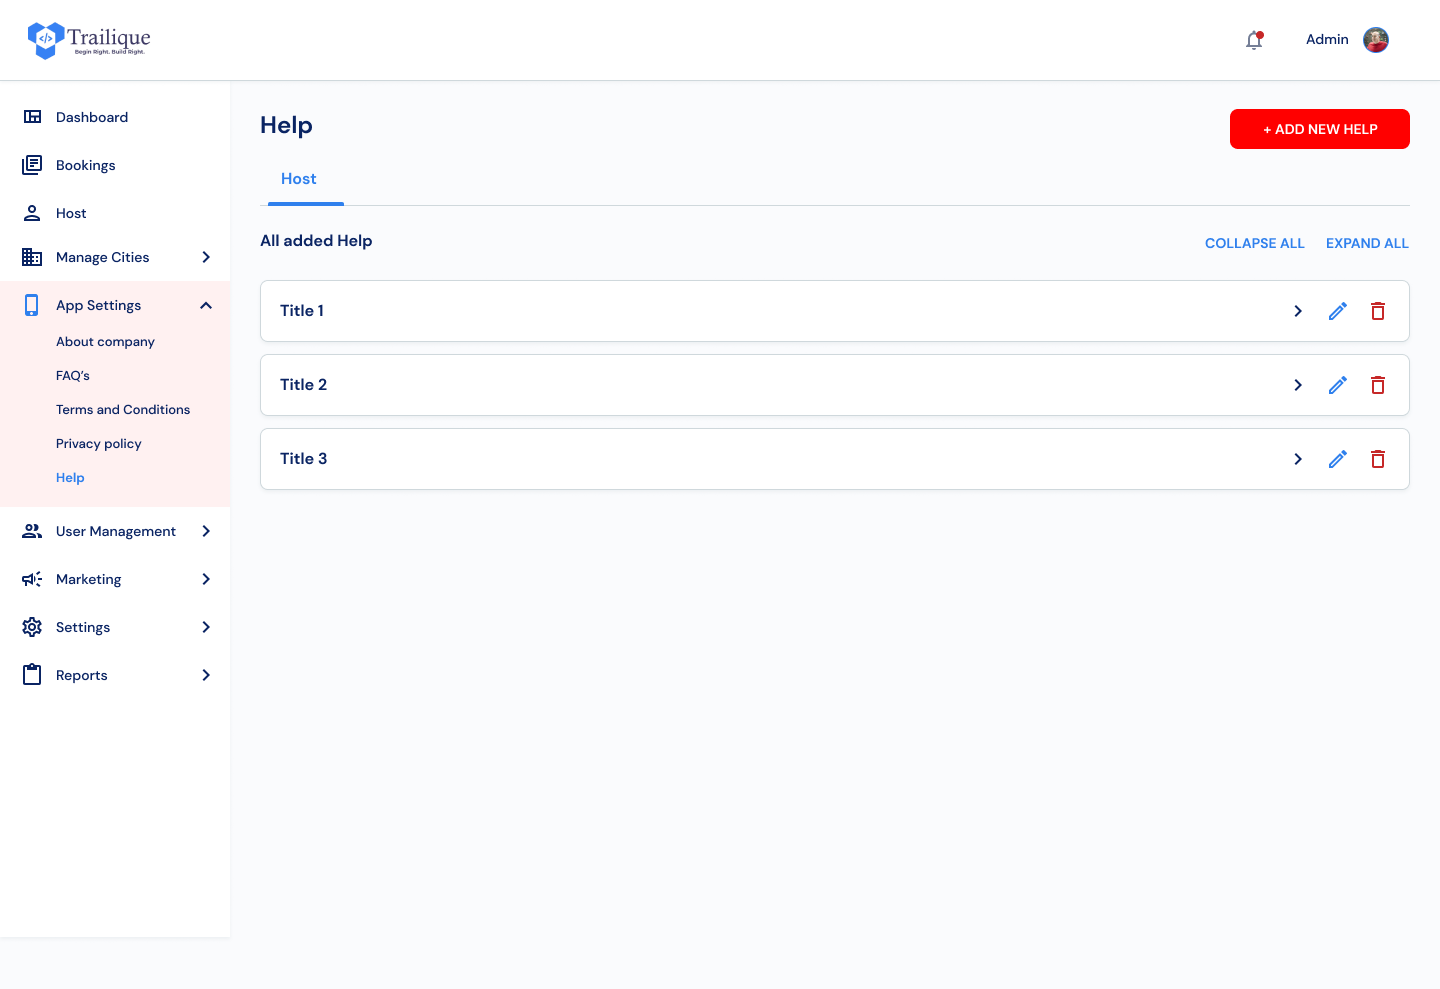 Trailique
Begin Right. Build Right.
Admin
Dashboard
Bookings
Host
Manage Cities
App Settings
About company
FAQ's
Terms and Conditions
Privacy policy
Help
User Management
Marketing
Settings
Reports
Help
+ ADD NEW HELP
Host
All added Help
COLLAPSE ALL
EXPAND ALL
Title 1
Title 2
Title 3